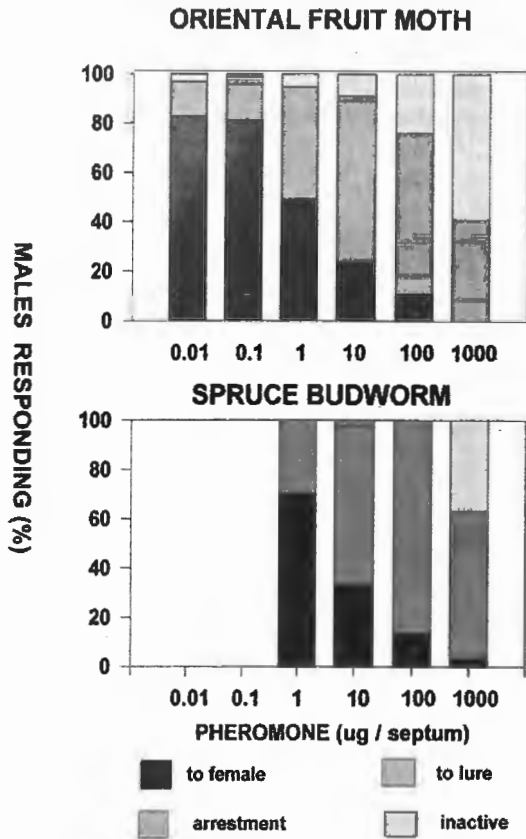 ORIENTAL FRUIT MOTH
100
80
60
40
20
0
0.01 0.1 1 10 100 1000
MALES RESPONDING (%)
SPRUCE BUDWORM
100
80
60
40
20
0
0.01 0.1 1 10 100 1000
PHEROMONE (ug / septum)
to female to lure
arrestment inactive